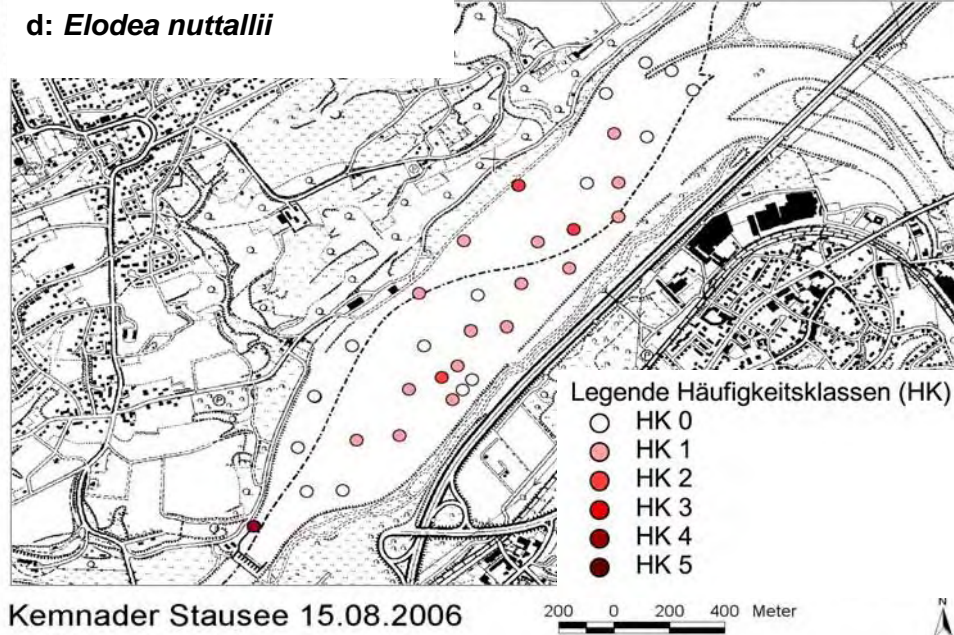 d: Elodea nuttallii
Legende Häufigkeitsklassen (HK)
HK 0
HK 1
HK 2
HK 3
HK 4
HK 5
Kemnader Stausee 15.08.2006
200 0 200 400 Meter
N